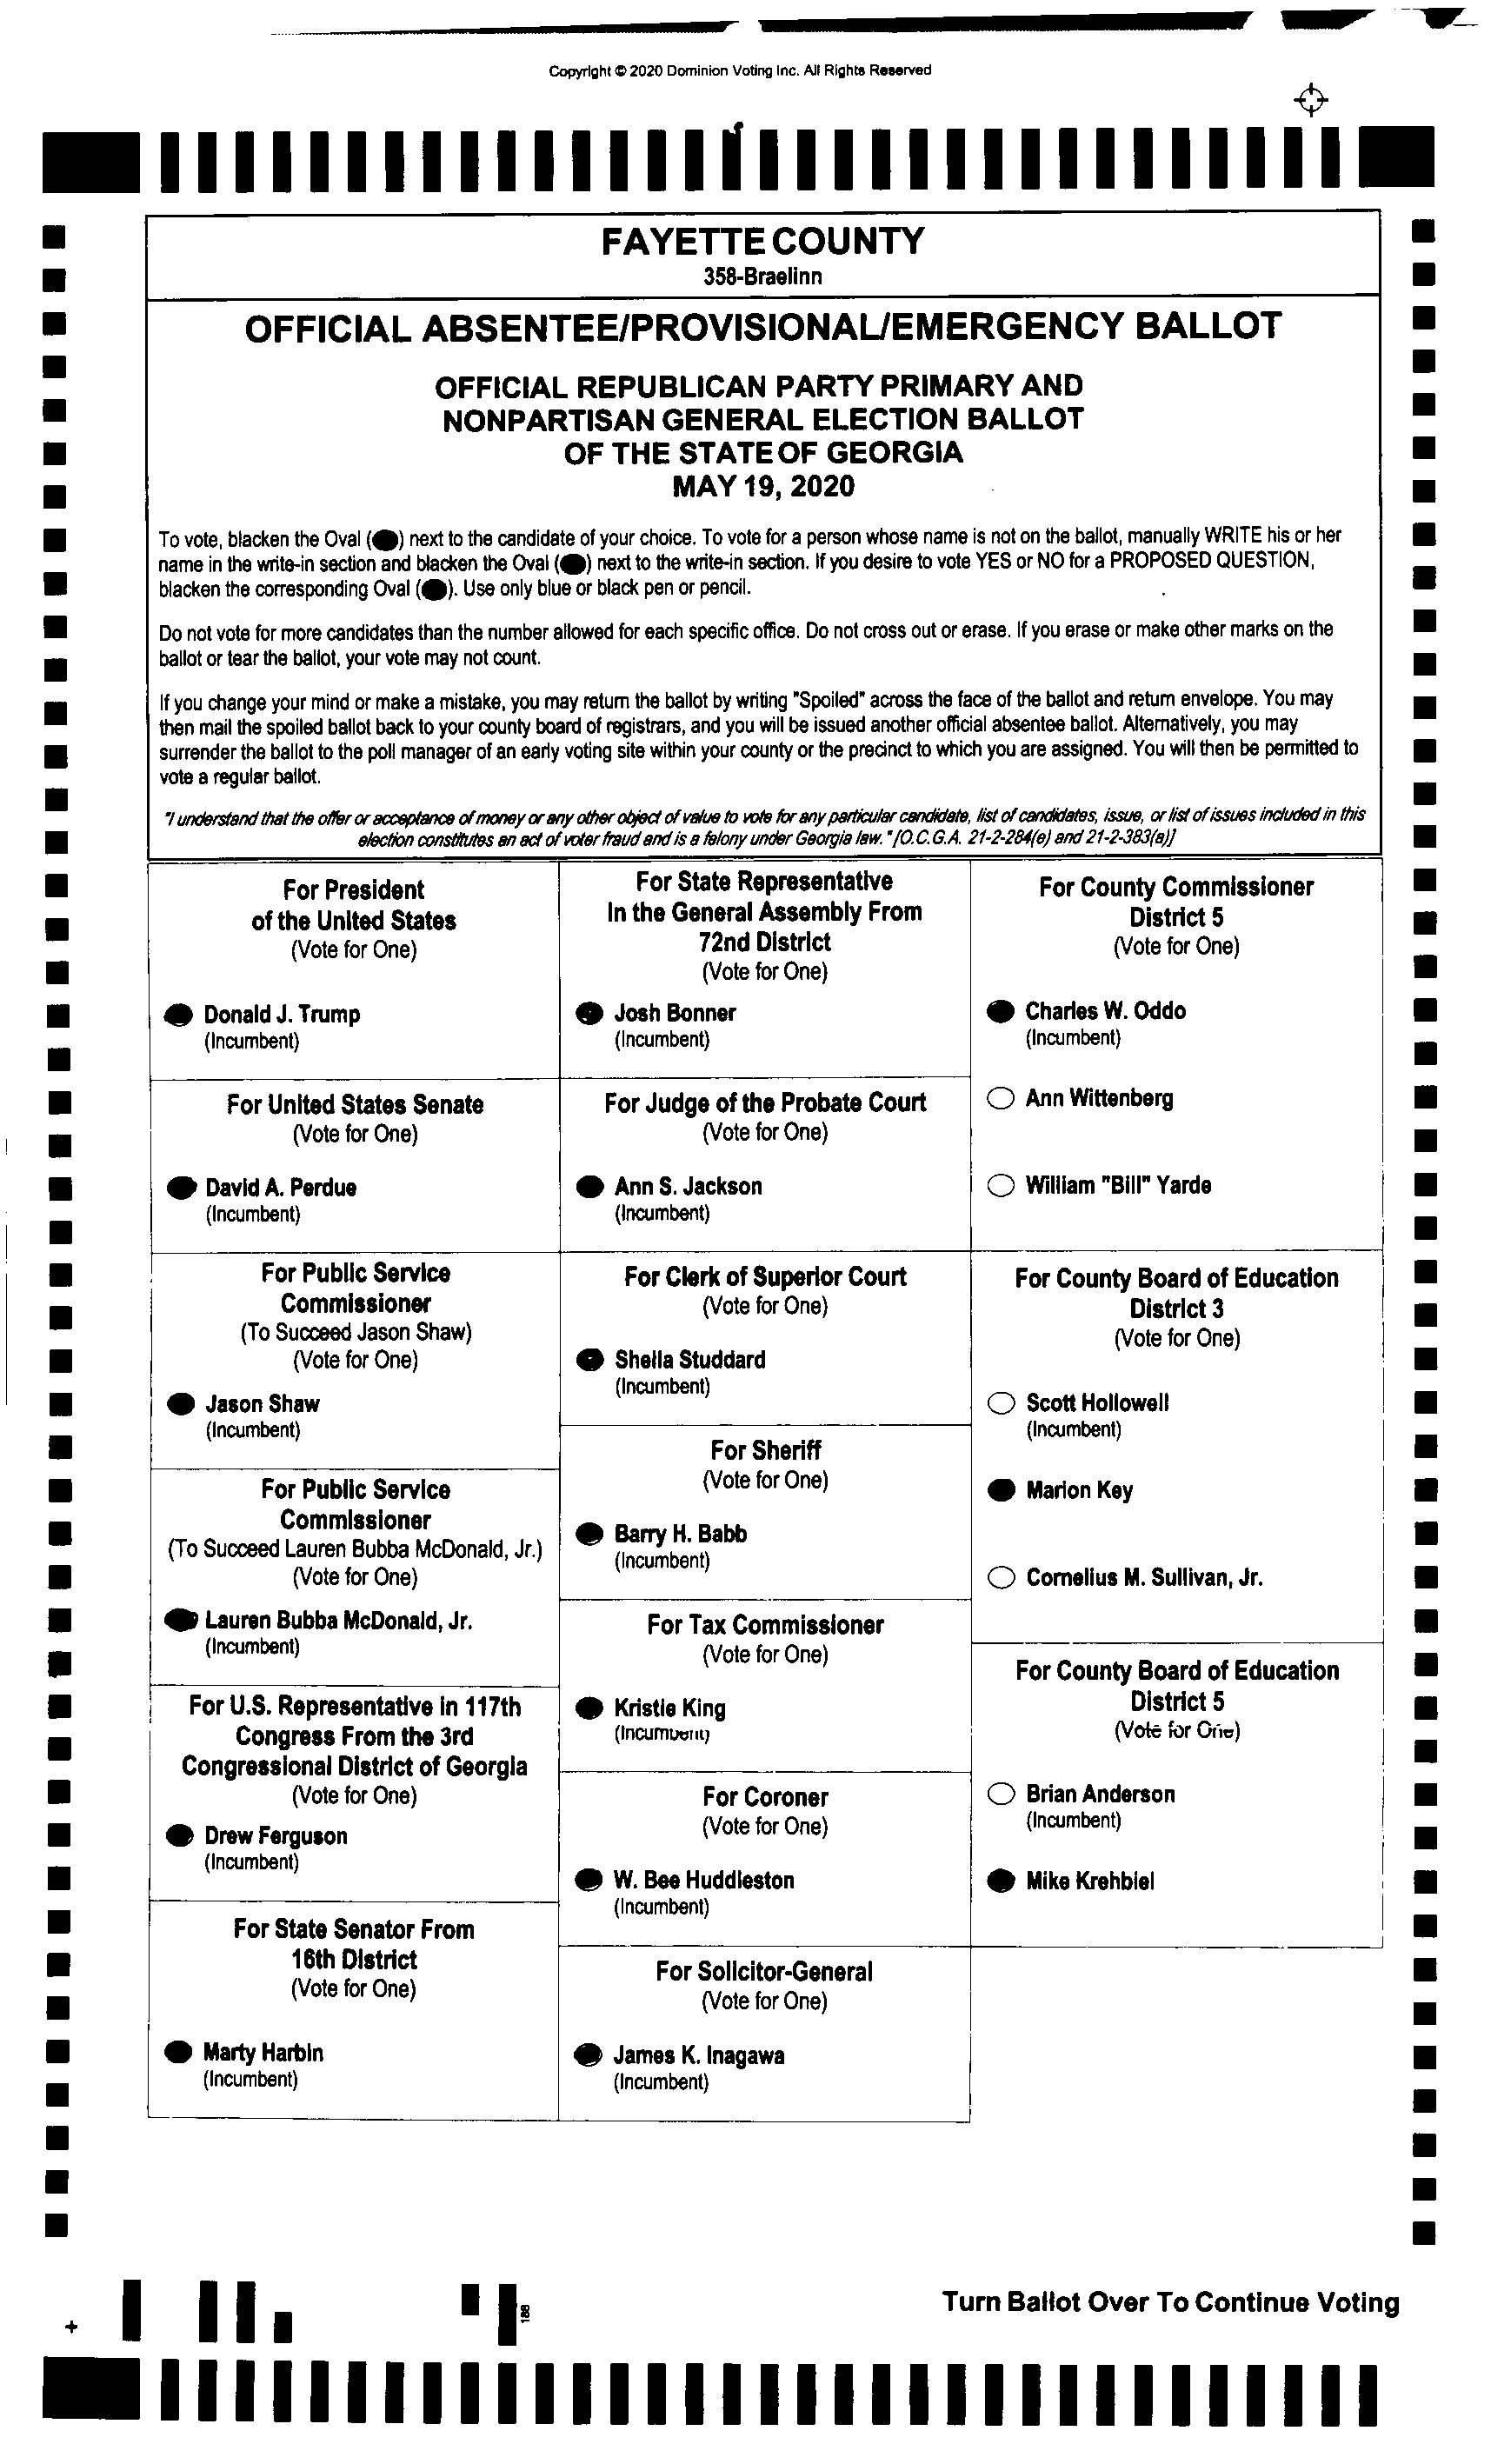 Copyright © 2020 Dominion Voting Inc. All Rights Reserved
FAYETTE COUNTY
358-Braelinn
OFFICIAL ABSENTEE/PROVISIONAL/EMERGENCY BALLOT
OFFICIAL REPUBLICAN PARTY PRIMARY AND
NONPARTISAN GENERAL ELECTION BALLOT
OF THE STATE OF GEORGIA
MAY 19, 2020
To vote, blacken the Oval (●) next to the candidate of your choice. To vote for a person whose name is not on the ballot, manually WRITE his or her
name in the write-in section and blacken the Oval (●) next to the write-in section. If you desire to vote YES or NO for a PROPOSED QUESTION,
blacken the corresponding Oval (●). Use only blue or black pen or pencil.
Do not vote for more candidates than the number allowed for each specific office. Do not cross out or erase. If you erase or make other marks on the
ballot or tear the ballot, your vote may not count.
If you change your mind or make a mistake, you may return the ballot by writing "Spoiled" across the face of the ballot and return envelope. You may
then mail the spoiled ballot back to your county board of registrars, and you will be issued another official absentee ballot. Alternatively, you may
surrender the ballot to the poll manager of an early voting site within your county or the precinct to which you are assigned. You will then be permitted to
vote a regular ballot.
"I understand that the offer or acceptance of money or any other object of value to vote for any particular candidate, list of candidates, issue, or list of issues included in this
election constitutes an act of voter fraud and is a felony under Georgia law." [O.C.G.A. 21-2-284(e) and 21-2-383(a)]
For President
of the United States
(Vote for One)
Donald J. Trump
(Incumbent)
For United States Senate
(Vote for One)
David A. Perdue
(Incumbent)
For Public Service
Commissioner
(To Succeed Jason Shaw)
(Vote for One)
Jason Shaw
(Incumbent)
For Public Service
Commissioner
(To Succeed Lauren Bubba McDonald, Jr.)
(Vote for One)
Lauren Bubba McDonald, Jr.
(Incumbent)
For U.S. Representative in 117th
Congress From the 3rd
Congressional District of Georgia
(Vote for One)
Drew Ferguson
(Incumbent)
For State Senator From
16th District
(Vote for One)
Marty Harbin
(Incumbent)
For State Representative
In the General Assembly From
72nd District
(Vote for One)
Josh Bonner
(Incumbent)
For Judge of the Probate Court
(Vote for One)
Ann S. Jackson
(Incumbent)
For Clerk of Superior Court
(Vote for One)
Sheila Studdard
(Incumbent)
For Sheriff
(Vote for One)
Barry H. Babb
(Incumbent)
For Tax Commissioner
(Vote for One)
Kristie King
(Incumbent)
For Coroner
(Vote for One)
W. Bee Huddleston
(Incumbent)
For Solicitor-General
(Vote for One)
James K. Inagawa
(Incumbent)
For County Commissioner
District 5
(Vote for One)
Charles W. Oddo
(Incumbent)
Ann Wittenberg
William "Bill" Yarde
For County Board of Education
District 3
(Vote for One)
Scott Hollowell
(Incumbent)
Marion Key
Cornelius M. Sullivan, Jr.
For County Board of Education
District 5
(Vote for One)
Brian Anderson
(Incumbent)
Mike Krehbiel
188
Turn Ballot Over To Continue Voting